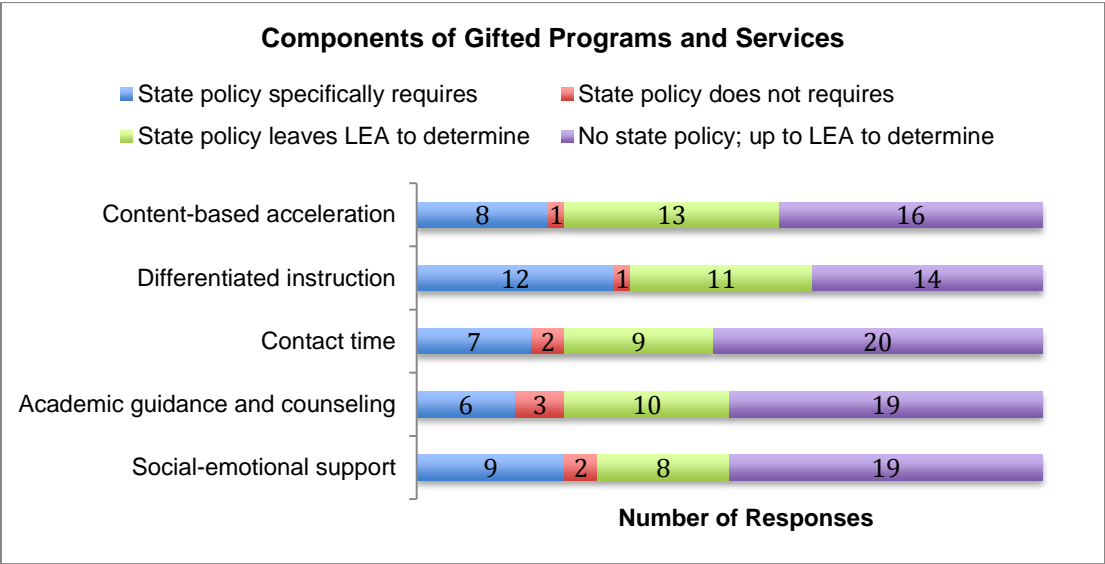 Components of Gifted Programs and Services
State policy specifically requires
State policy does not requires
State policy leaves LEA to determine
No state policy; up to LEA to determine
Content-based acceleration 8 1 13 16
Differentiated instruction 12 1 11 14
Contact time 7 2 9 20
Academic guidance and counseling 6 3 10 19
Social-emotional support 9 2 8 19
Number of Responses